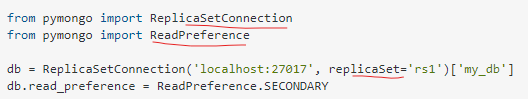 from pymongo import ReplicaSetConnection
from pymongo import ReadPreference
db = ReplicaSetConnection('localhost:27017', replicaSet='rs1')['my_db']
db.read_preference = ReadPreference.SECONDARY